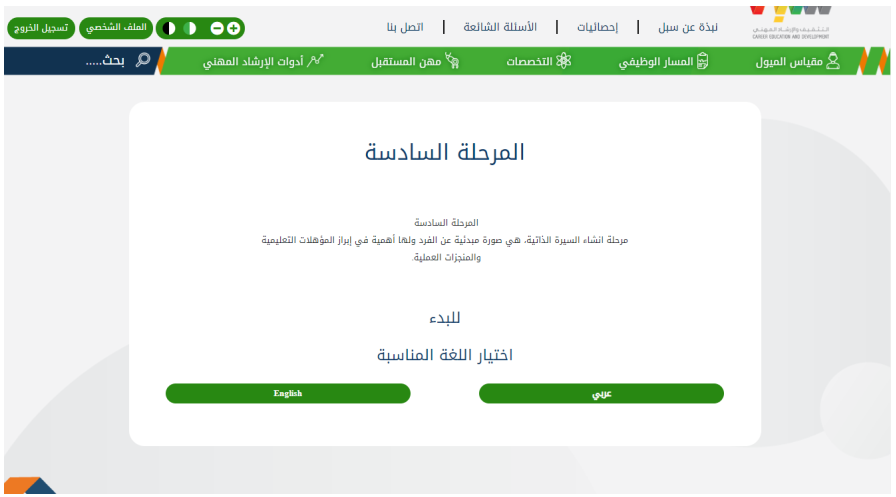 نبذة عن سبل | إحصائيات | الأسئلة الشائعة | اتصل بنا
الملف الشخصي
تسجيل الخروج
التثقيف والإرشاد المهني
CAREER EDUCATION AND DEVELOPMENT
مقياس الميول
المسار الوظيفي
التخصصات
مهن المستقبل
أدوات الإرشاد المهني
بحث.....
المرحلة السادسة
المرحلة السادسة
مرحلة انشاء السيرة الذاتية، هي صورة مبدئية عن الفرد ولها أهمية في إبراز المؤهلات التعليمية
والمنجزات العملية.
للبدء
اختيار اللغة المناسبة
عربي
English